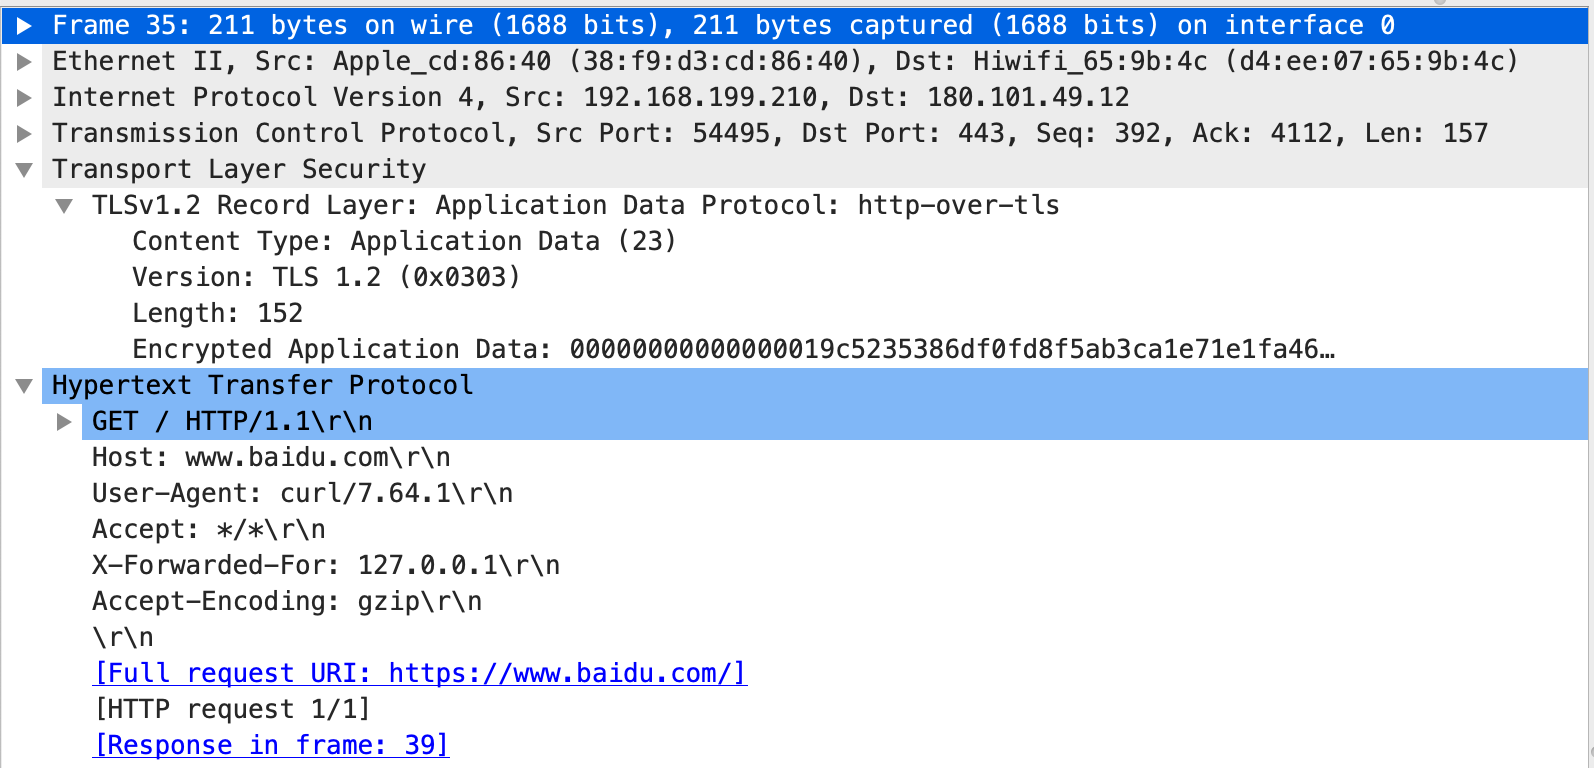 Frame 35: 211 bytes on wire (1688 bits), 211 bytes captured (1688 bits) on interface 0
Ethernet II, Src: Apple_cd:86:40 (38:f9:d3:cd:86:40), Dst: Hiwifi_65:9b:4c (d4:ee:07:65:9b:4c)
Internet Protocol Version 4, Src: 192.168.199.210, Dst: 180.101.49.12
Transmission Control Protocol, Src Port: 54495, Dst Port: 443, Seq: 392, Ack: 4112, Len: 157
Transport Layer Security
TLSv1.2 Record Layer: Application Data Protocol: http-over-tls
Content Type: Application Data (23)
Version: TLS 1.2 (0x0303)
Length: 152
Encrypted Application Data: 00000000000000019c5235386df0fd8f5ab3ca1e71e1fa46…
Hypertext Transfer Protocol
GET / HTTP/1.1\r\n
Host: www.baidu.com\r\n
User-Agent: curl/7.64.1\r\n
Accept: */*\r\n
X-Forwarded-For: 127.0.0.1\r\n
Accept-Encoding: gzip\r\n
\r\n
[Full request URI: https://www.baidu.com/]
[HTTP request 1/1]
[Response in frame: 39]